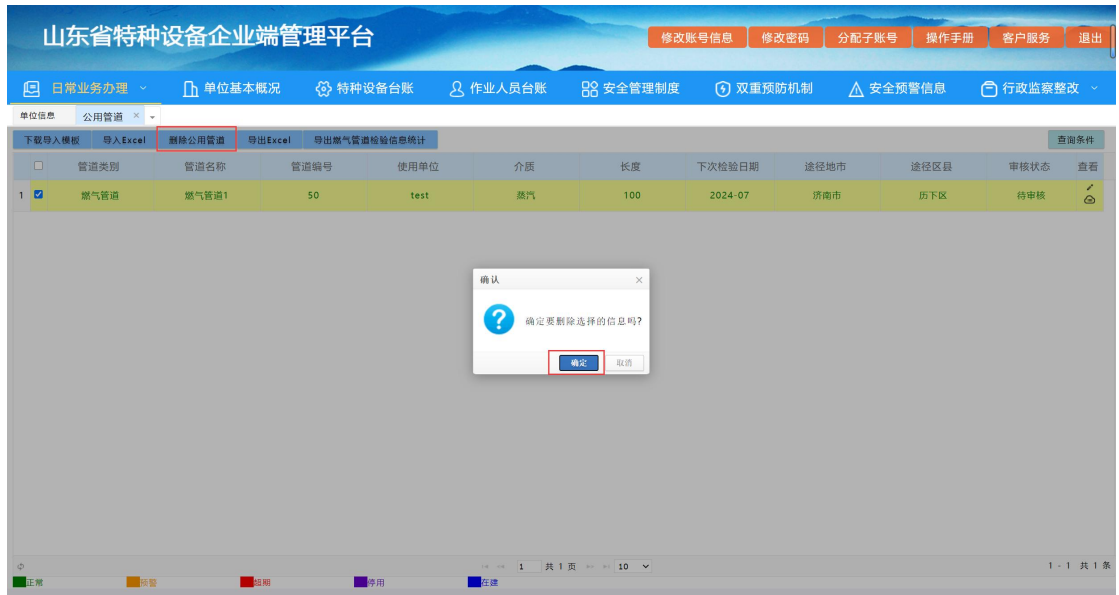 山东省特种设备企业端管理平台
修改账号信息 修改密码 分配子账号 操作手册 客户服务 退出
日常业务办理 单位基本概况 特种设备台账 作业人员台账 安全管理制度 双重预防机制 安全预警信息 行政监察整改
单位信息 公用管道 ×
下载导入模板 导入Excel 删除公用管道 导出Excel 导出燃气管道检验信息统计 查询条件
管道类别 管道名称 管道编号 使用单位 介质 长度 下次检验日期 途径地市 途径区县 审核状态 查看
1 燃气管道 燃气管道1 50 test 蒸汽 100 2024-07 济南市 历下区 待审核
确认 ×
确定要删除选择的信息吗?
确定 取消
1 共 1 页 10 1 - 1 共 1 条
正常 预警 超期 停用 在建